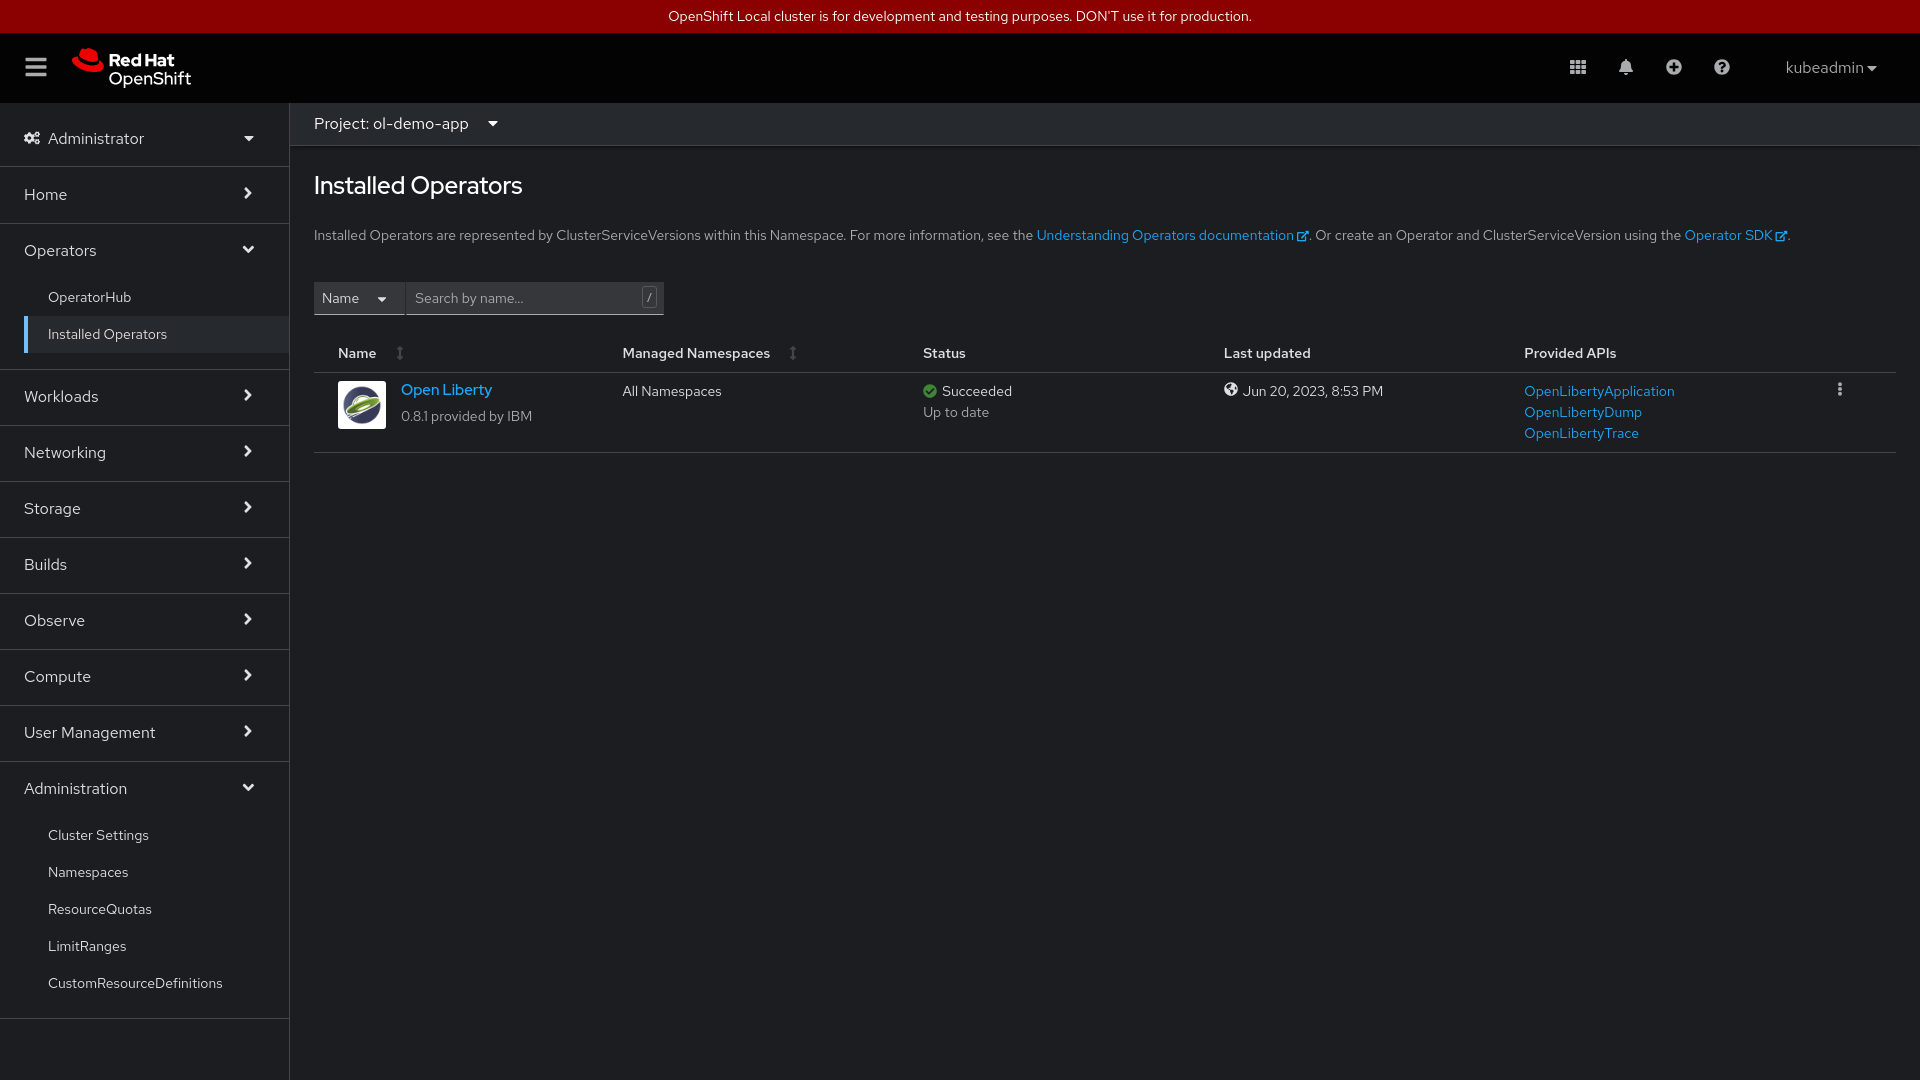 OpenShift Local cluster is for development and testing purposes. DON'T use it for production.
Red Hat
OpenShift
kubeadmin
Administrator
Home
Operators
OperatorHub
Installed Operators
Workloads
Networking
Storage
Builds
Observe
Compute
User Management
Administration
Cluster Settings
Namespaces
ResourceQuotas
LimitRanges
CustomResourceDefinitions
Project: ol-demo-app
Installed Operators
Installed Operators are represented by ClusterServiceVersions within this Namespace. For more information, see the Understanding Operators documentation. Or create an Operator and ClusterServiceVersion using the Operator SDK.
Name Search by name... /
Name Managed Namespaces Status Last updated Provided APIs
Open Liberty All Namespaces Succeeded Jun 20, 2023, 8:53 PM OpenLibertyApplication
0.8.1 provided by IBM Up to date OpenLibertyDump
OpenLibertyTrace